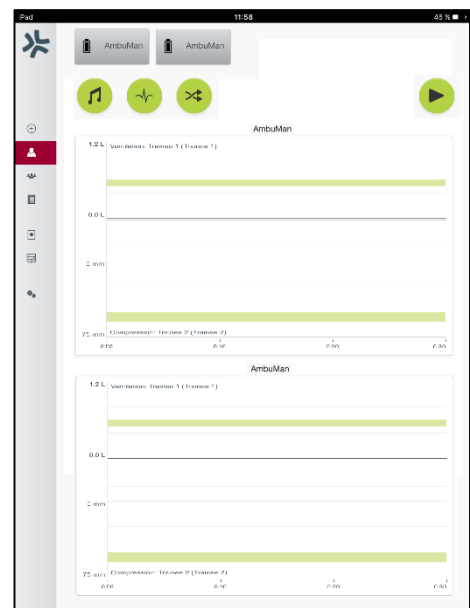 iPad 11:58 45 %
AmbuMan AmbuMan
AmbuMan
1.2 L Ventilation: Trainee 1 (Trainee 1)
0.0 L
0 mm
75 mm Compression: Trainee 2 (Trainee 2)
0:00 0:10 0:20 0:30
AmbuMan
1.2 L Ventilation: Trainee 1 (Trainee 1)
0.0 L
0 mm
75 mm Compression: Trainee 2 (Trainee 2)
0:00 0:10 0:20 0:30